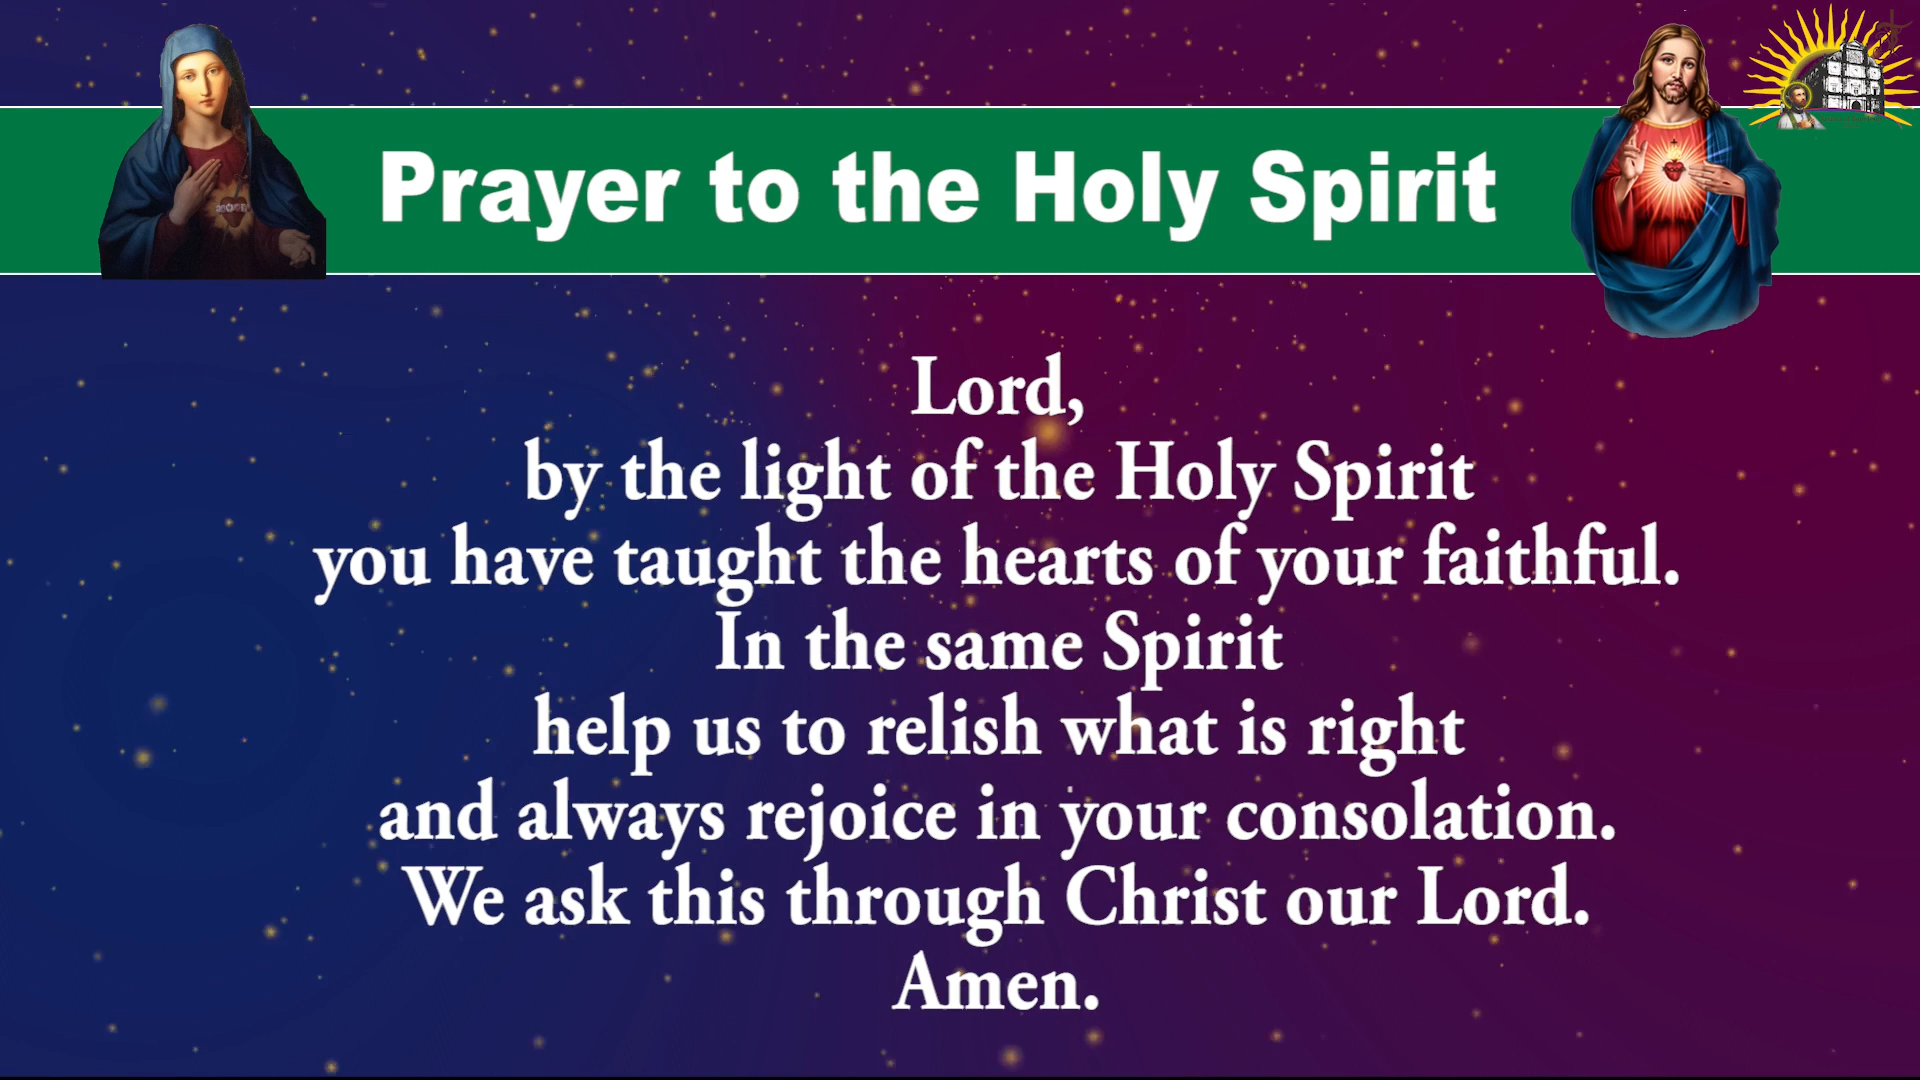 Prayer to the Holy Spirit
Lord,
by the light of the Holy Spirit
you have taught the hearts of your faithful.
In the same Spirit
help us to relish what is right
and always rejoice in your consolation.
We ask this through Christ our Lord.
Amen.